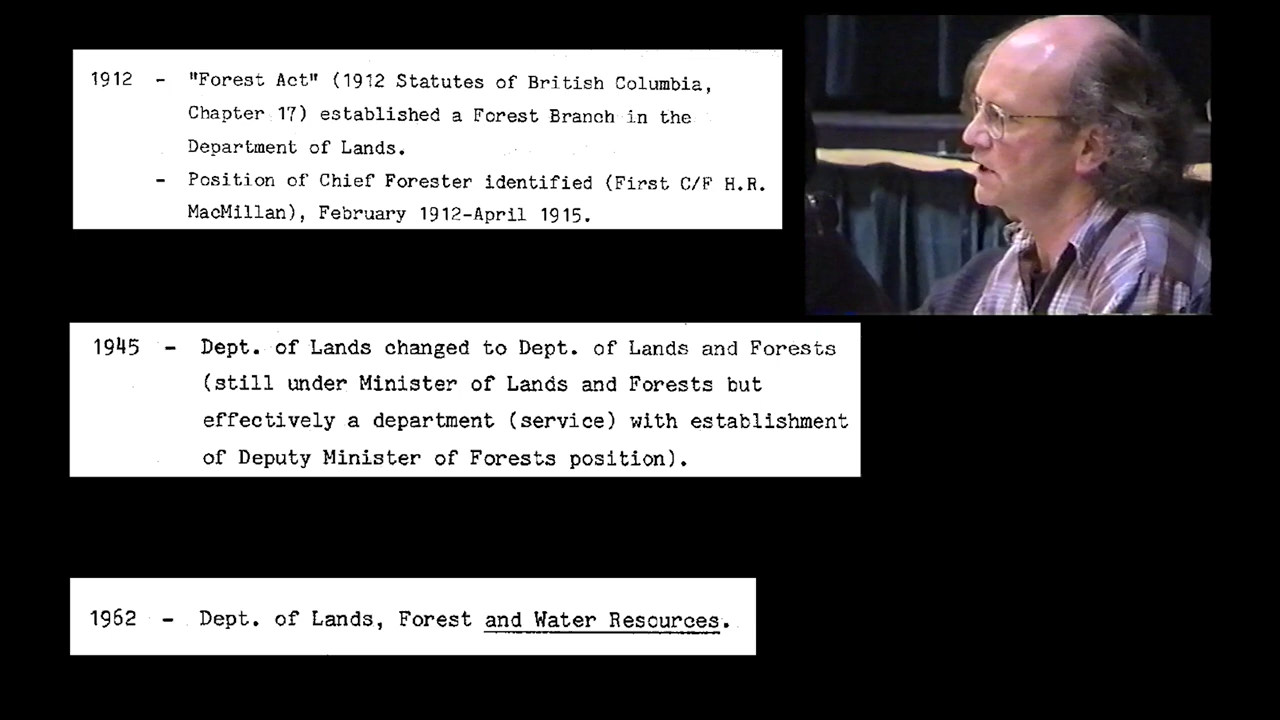 1912 - "Forest Act" (1912 Statutes of British Columbia,
Chapter 17) established a Forest Branch in the
Department of Lands.
- Position of Chief Forester identified (First C/F H.R.
MacMillan), February 1912-April 1915.
1945 - Dept. of Lands changed to Dept. of Lands and Forests
(still under Minister of Lands and Forests but
effectively a department (service) with establishment
of Deputy Minister of Forests position).
1962 - Dept. of Lands, Forest and Water Resources.